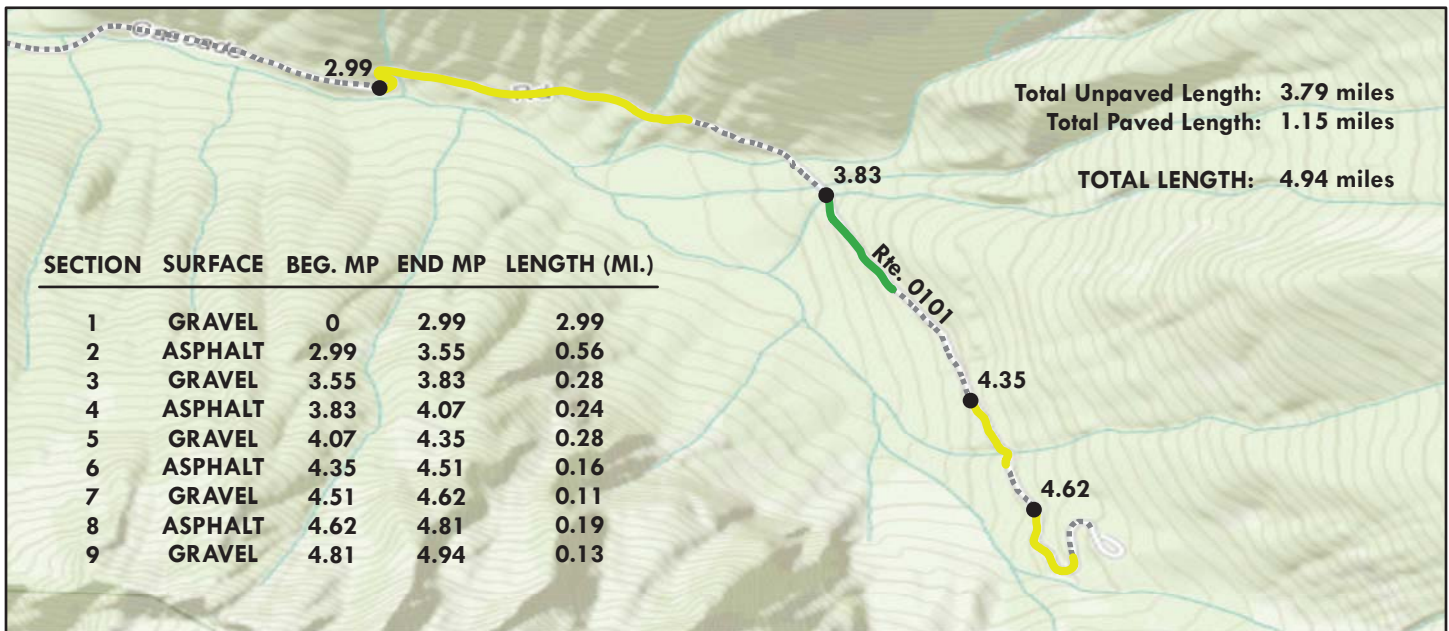 Cascade
2.99
Rd
Total Unpaved Length: 3.79 miles
Total Paved Length: 1.15 miles
TOTAL LENGTH: 4.94 miles
3.83
Rte. 0101
4.35
4.62
SECTION SURFACE BEG. MP END MP LENGTH (MI.)
1 GRAVEL 0 2.99 2.99
2 ASPHALT 2.99 3.55 0.56
3 GRAVEL 3.55 3.83 0.28
4 ASPHALT 3.83 4.07 0.24
5 GRAVEL 4.07 4.35 0.28
6 ASPHALT 4.35 4.51 0.16
7 GRAVEL 4.51 4.62 0.11
8 ASPHALT 4.62 4.81 0.19
9 GRAVEL 4.81 4.94 0.13